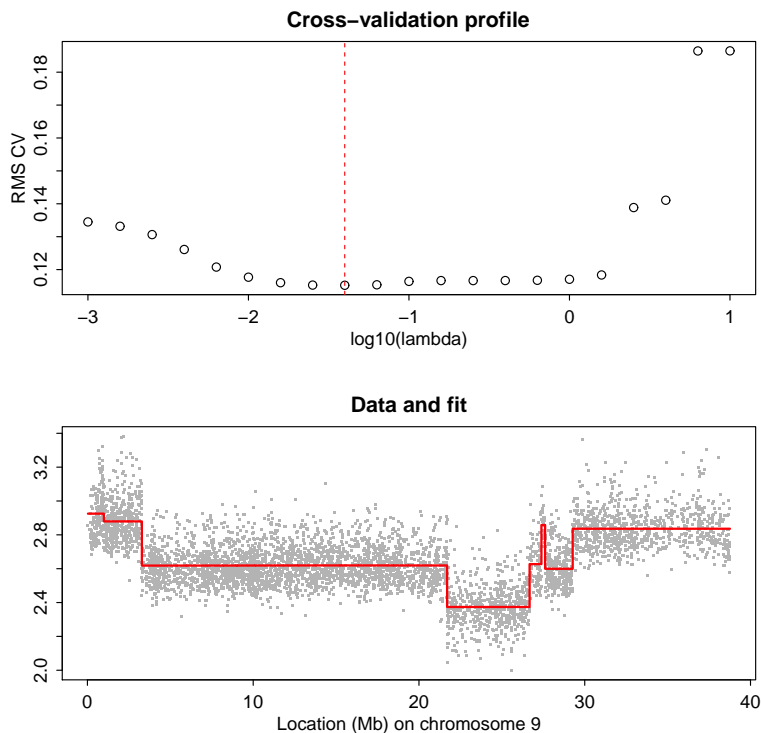 Cross−validation profile
RMS CV
0.18
0.16
0.14
0.12
−3 −2 −1 0 1
log10(lambda)
Data and fit
3.2
2.8
2.4
2.0
0 10 20 30 40
Location (Mb) on chromosome 9